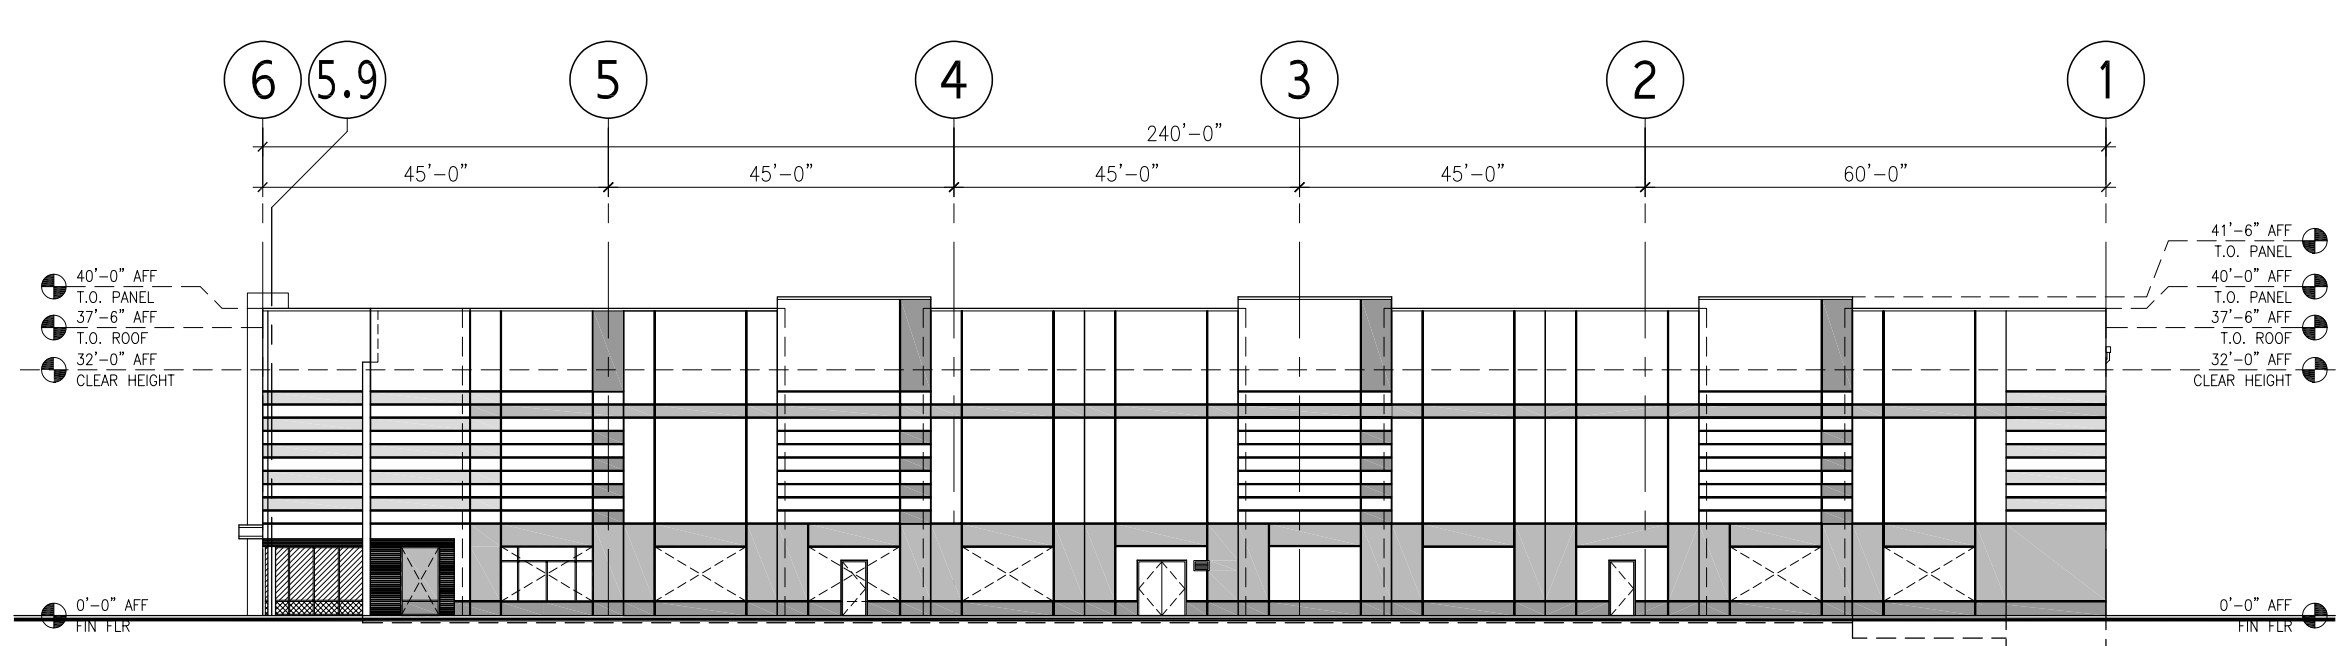 6 5.9 5 4 3 2 1
240'-0"
45'-0" 45'-0" 45'-0" 45'-0" 60'-0"
40'-0" AFF
T.O. PANEL
37'-6" AFF
T.O. ROOF
32'-0" AFF
CLEAR HEIGHT
0'-0" AFF
FIN FLR
41'-6" AFF
T.O. PANEL
40'-0" AFF
T.O. PANEL
37'-6" AFF
T.O. ROOF
32'-0" AFF
CLEAR HEIGHT
0'-0" AFF
FIN FLR